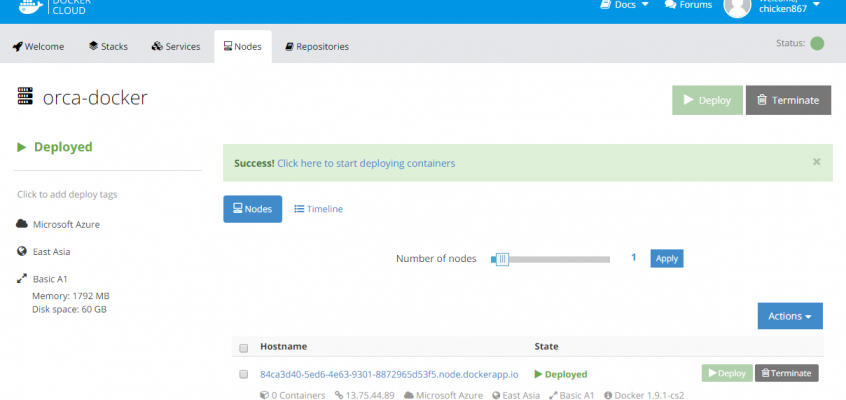 DOCKER
CLOUD
Docs
Forums
Welcome,
chicken867
Welcome
Stacks
Services
Nodes
Repositories
Status:
orca-docker
Deploy
Terminate
Deployed
Success! Click here to start deploying containers
×
Click to add deploy tags
Nodes
Timeline
Microsoft Azure
East Asia
Number of nodes
1
Apply
Basic A1
Memory: 1792 MB
Disk space: 60 GB
Actions
Hostname
State
84ca3d40-5ed6-4e63-9301-8872965d53f5.node.dockerapp.io
Deployed
Deploy
Terminate
0 Containers
13.75.44.89
Microsoft Azure
East Asia
Basic A1
Docker 1.9.1-cs2